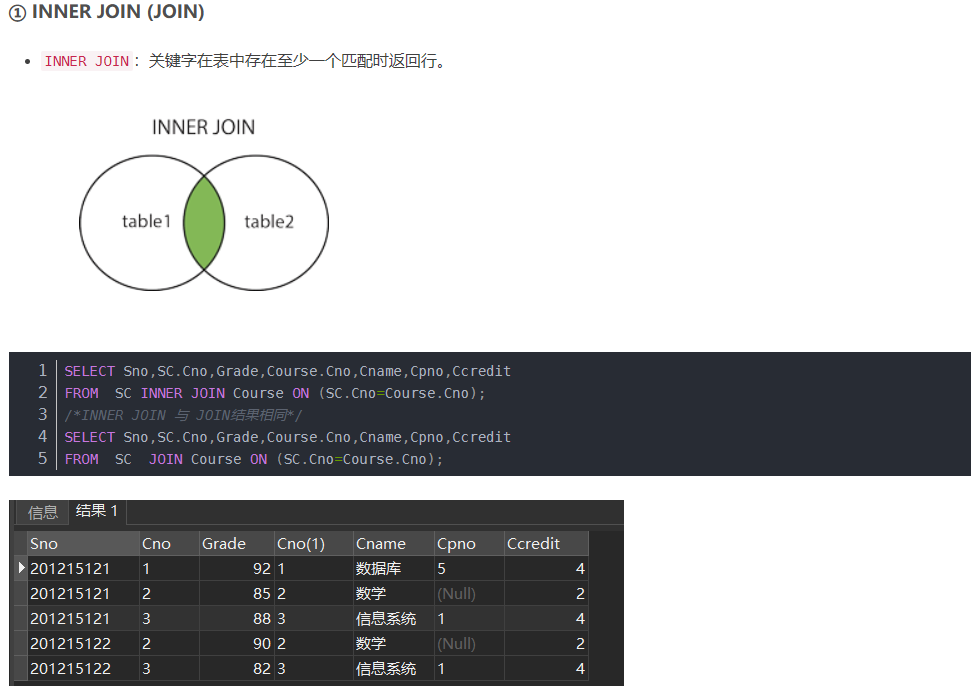 ① INNER JOIN (JOIN)
• INNER JOIN：关键字在表中存在至少一个匹配时返回行。
INNER JOIN
table1 table2
1 SELECT Sno,SC.Cno,Grade,Course.Cno,Cname,Cpno,Ccredit
2 FROM  SC INNER JOIN Course ON (SC.Cno=Course.Cno);
3 /*INNER JOIN 与 JOIN结果相同*/
4 SELECT Sno,SC.Cno,Grade,Course.Cno,Cname,Cpno,Ccredit
5 FROM  SC  JOIN Course ON (SC.Cno=Course.Cno);
信息 结果 1
Sno Cno Grade Cno(1) Cname Cpno Ccredit
201215121 1 92 1 数据库 5 4
201215121 2 85 2 数学 (Null) 2
201215121 3 88 3 信息系统 1 4
201215122 2 90 2 数学 (Null) 2
201215122 3 82 3 信息系统 1 4